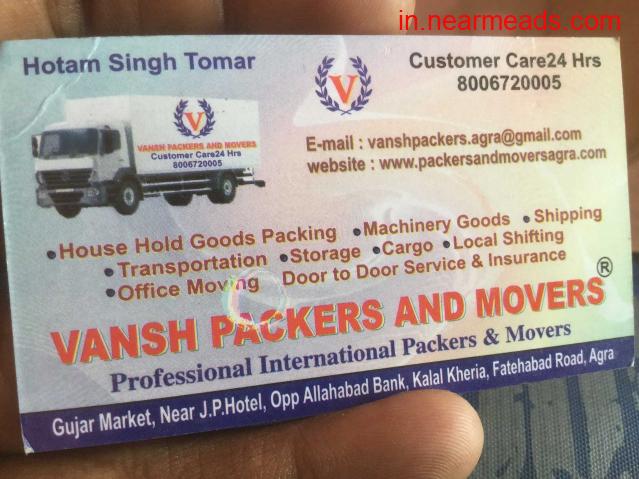 in.nearmeads.com
Hotam Singh Tomar
Customer Care24 Hrs
8006720005
V
V
VANSH PACKERS AND MOVERS
Customer Care24 Hrs
8006720005
E-mail : vanshpackers.agra@gmail.com
website : www.packersandmoversagra.com
•House Hold Goods Packing •Machinery Goods •Shipping
•Transportation •Storage •Cargo •Local Shifting
•Office Moving Door to Door Service & Insurance
VANSH PACKERS AND MOVERS®
Professional International Packers & Movers
Gujar Market, Near J.P.Hotel, Opp Allahabad Bank, Kalal Kheria, Fatehabad Road, Agra